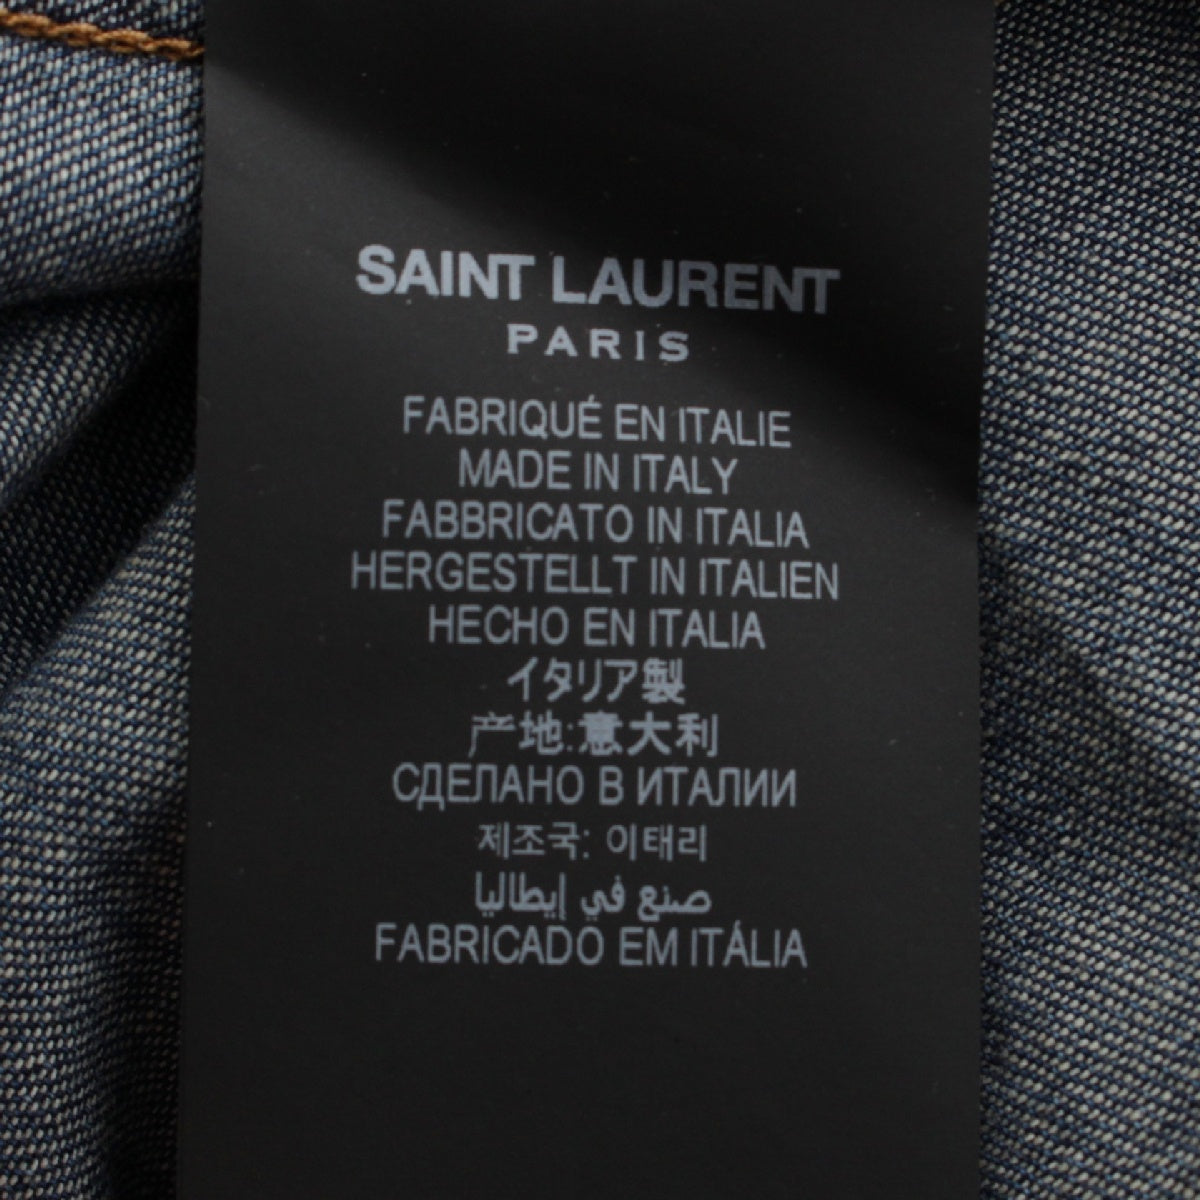 SAINT LAURENT
PARIS
FABRIQUÉ EN ITALIE
MADE IN ITALY
FABBRICATO IN ITALIA
HERGESTELLT IN ITALIEN
HECHO EN ITALIA
イタリア製
产地:意大利
СДЕЛАНО В ИТАЛИИ
제조국: 이태리
صنع في إيطاليا
FABRICADO EM ITÁLIA